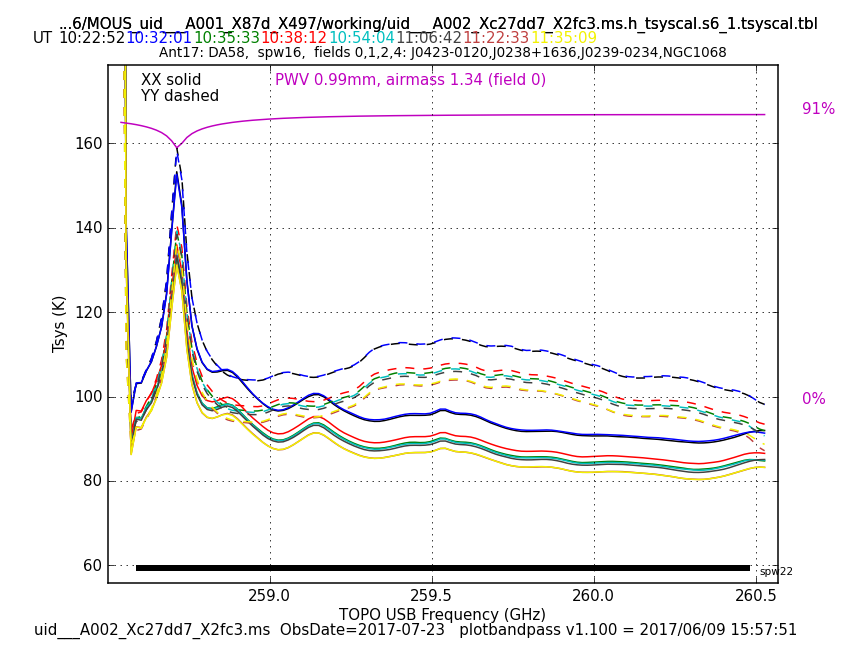 ...6/MOUS_uid___A001_X87d_X497/working/uid___A002_Xc27dd7_X2fc3.ms.h_tsyscal.s6_1.tsyscal.tbl
UT 10:22:52 10:32:01 10:35:33 10:38:12 10:54:04 11:06:42 11:22:33 11:35:09
Ant17: DA58, spw16, fields 0,1,2,4: J0423-0120,J0238+1636,J0239-0234,NGC1068
XX solid
PWV 0.99mm, airmass 1.34 (field 0)
YY dashed
91%
160
140
120
100
0%
80
60
Tsys (K)
spw22
259.0 259.5 260.0 260.5
TOPO USB Frequency (GHz)
uid___A002_Xc27dd7_X2fc3.ms ObsDate=2017-07-23 plotbandpass v1.100 = 2017/06/09 15:57:51